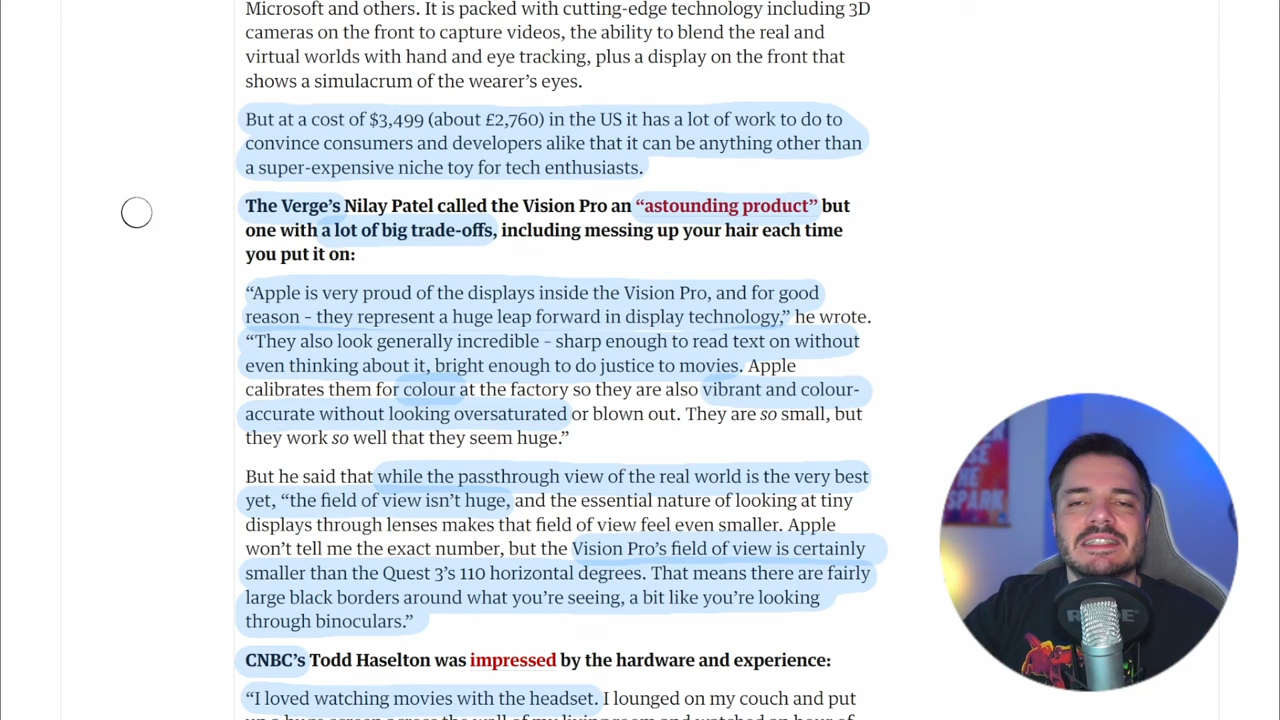 Microsoft and others. It is packed with cutting-edge technology including 3D
cameras on the front to capture videos, the ability to blend the real and
virtual worlds with hand and eye tracking, plus a display on the front that
shows a simulacrum of the wearer’s eyes.
But at a cost of $3,499 (about £2,760) in the US it has a lot of work to do to
convince consumers and developers alike that it can be anything other than
a super-expensive niche toy for tech enthusiasts.
The Verge’s Nilay Patel called the Vision Pro an “astounding product” but
one with a lot of big trade-offs, including messing up your hair each time
you put it on:
“Apple is very proud of the displays inside the Vision Pro, and for good
reason – they represent a huge leap forward in display technology,” he wrote.
“They also look generally incredible – sharp enough to read text on without
even thinking about it, bright enough to do justice to movies. Apple
calibrates them for colour at the factory so they are also vibrant and colour-
accurate without looking oversaturated or blown out. They are so small, but
they work so well that they seem huge.”
But he said that while the passthrough view of the real world is the very best
yet, “the field of view isn’t huge, and the essential nature of looking at tiny
displays through lenses makes that field of view feel even smaller. Apple
won’t tell me the exact number, but the Vision Pro’s field of view is certainly
smaller than the Quest 3’s 110 horizontal degrees. That means there are fairly
large black borders around what you’re seeing, a bit like you’re looking
through binoculars.”
CNBC’s Todd Haselton was impressed by the hardware and experience:
“I loved watching movies with the headset. I lounged on my couch and put
THE
SPARK